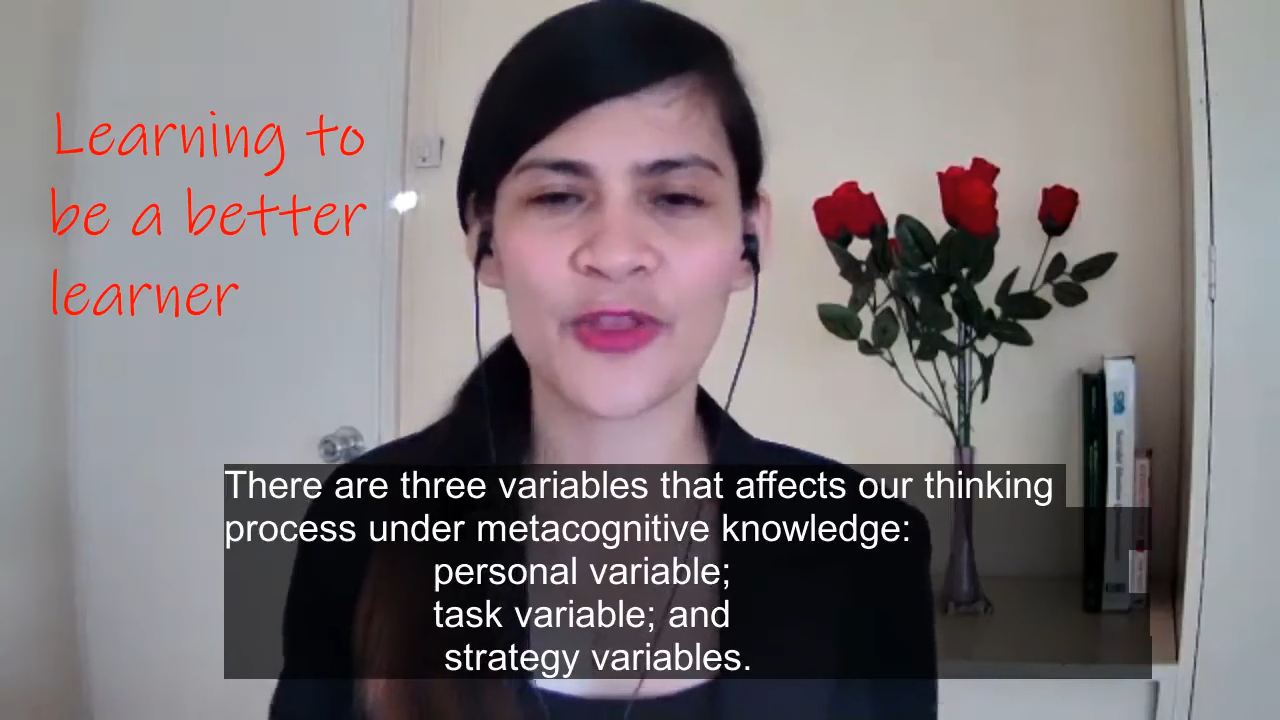 Learning to
be a better
learner
There are three variables that affects our thinking
process under metacognitive knowledge:
personal variable;
task variable; and
strategy variables.